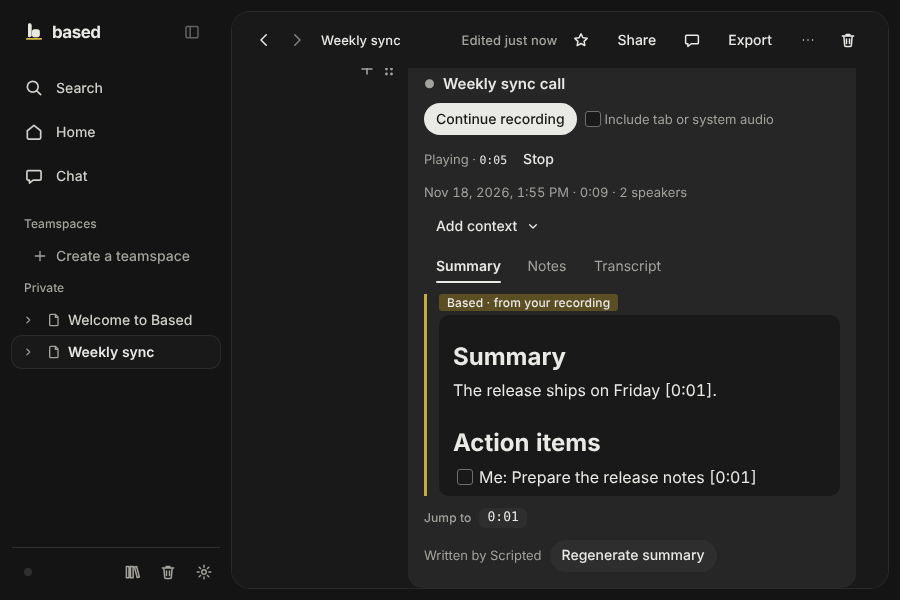 based
Search
Home
Chat
Teamspaces
Create a teamspace
Private
Welcome to Based
Weekly sync
Weekly sync
Edited just now
Share
Export
Weekly sync call
Continue recording
Include tab or system audio
Playing · 0:05 Stop
Nov 18, 2026, 1:55 PM · 0:09 · 2 speakers
Add context
Summary Notes Transcript
Based · from your recording
Summary
The release ships on Friday [0:01].
Action items
Me: Prepare the release notes [0:01]
Jump to 0:01
Written by Scripted Regenerate summary